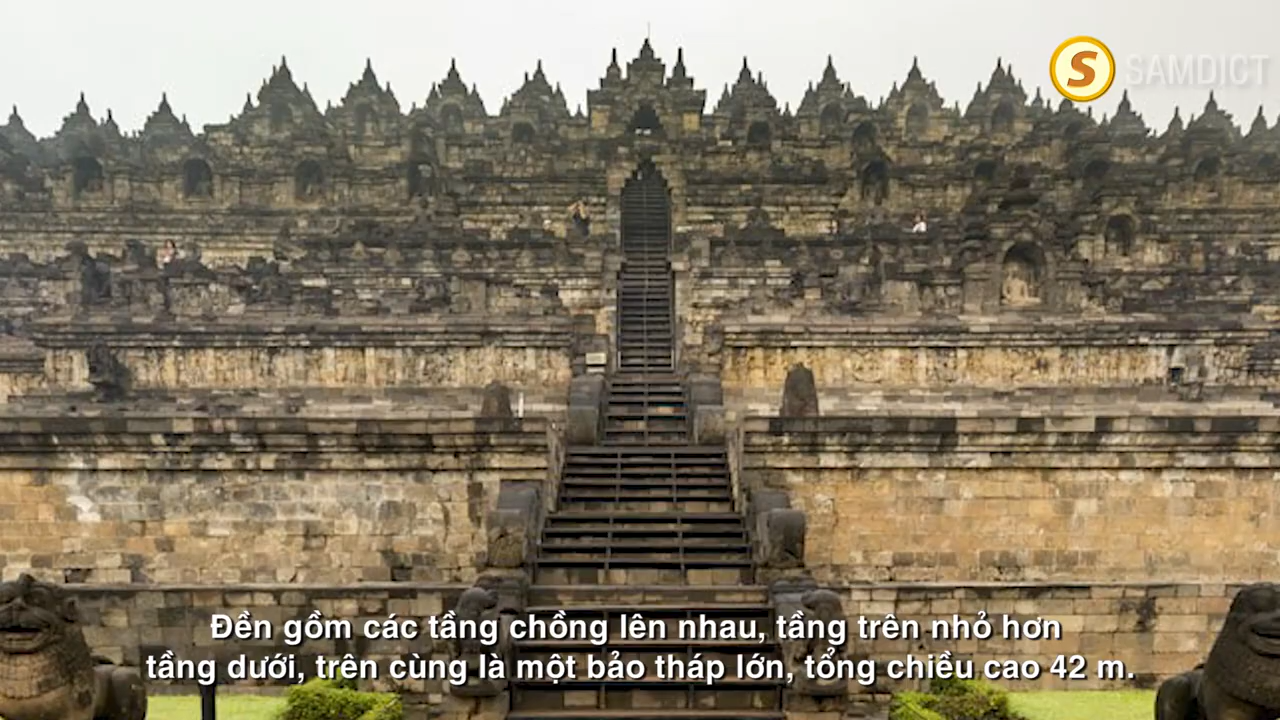 S SAMDICT
Đền gồm các tầng chồng lên nhau, tầng trên nhỏ hơn
tầng dưới, trên cùng là một bảo tháp lớn, tổng chiều cao 42 m.